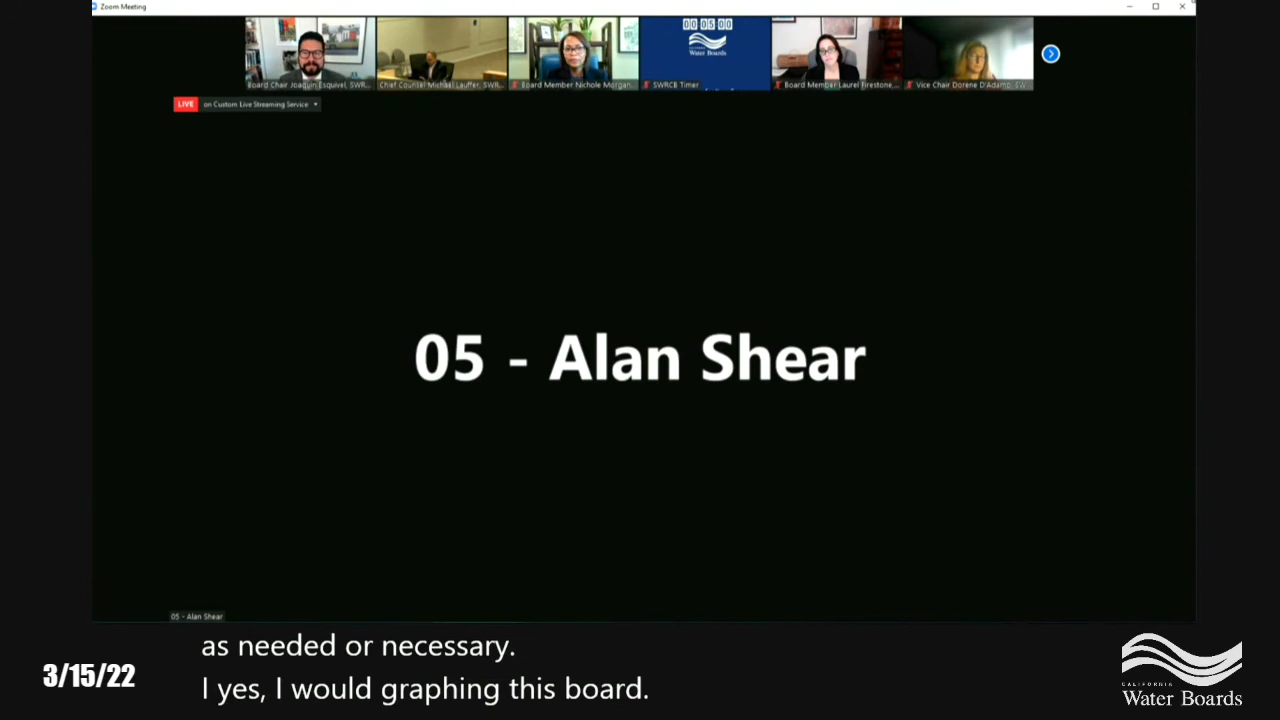 Zoom Meeting
00:05:00
CALIFORNIA
Water Boards
Board Chair Joaquin Esquivel, SWR...
Chief Counsel Michael Lauffer, SWR...
Board Member Nichole Morgan...
SWRCB Timer
Board Member Laurel Firestone,...
Vice Chair Dorene D'Adamo, SW...
LIVE on Custom Live Streaming Service
05 - Alan Shear
05 - Alan Shear
as needed or necessary.
I yes, I would graphing this board.
3/15/22
CALIFORNIA
Water Boards